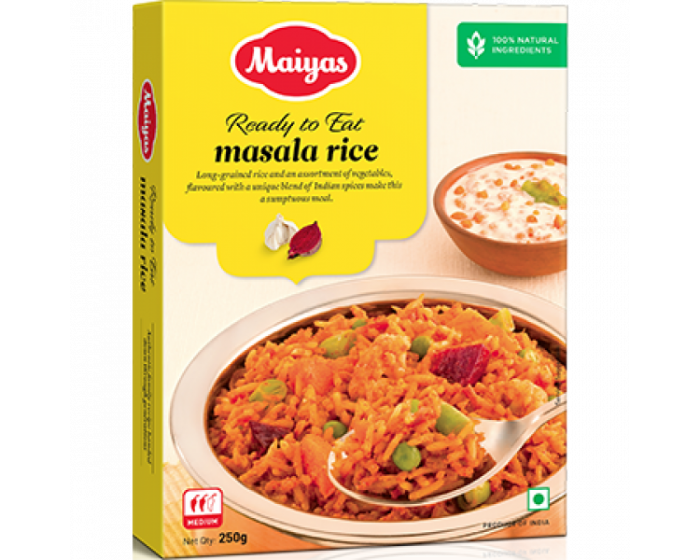 Maiyas
100% NATURAL
INGREDIENTS
Ready to Eat
masala rice
Long-grained rice and an assortment of vegetables,
flavoured with a unique blend of Indian spices make this
a sumptuous meal.
MEDIUM
Net Qty: 250g
PRODUCT OF INDIA
Maiyas
Ready to Eat
masala rice